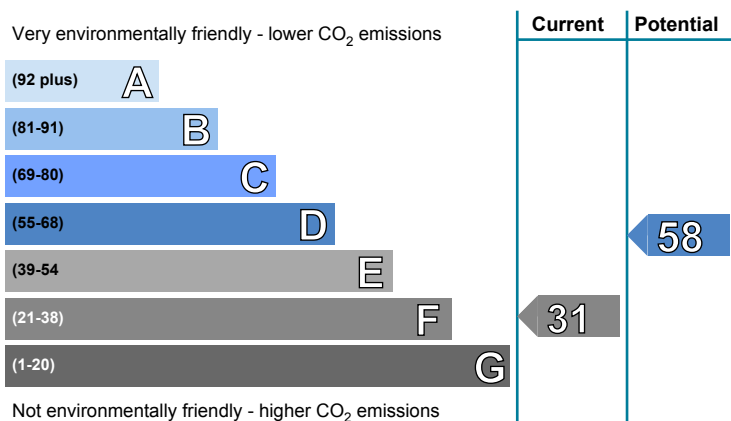 Very environmentally friendly - lower CO2 emissions
Current
Potential
(92 plus) A
(81-91) B
(69-80) C
(55-68) D
58
(39-54 E
(21-38) F
31
(1-20) G
Not environmentally friendly - higher CO2 emissions